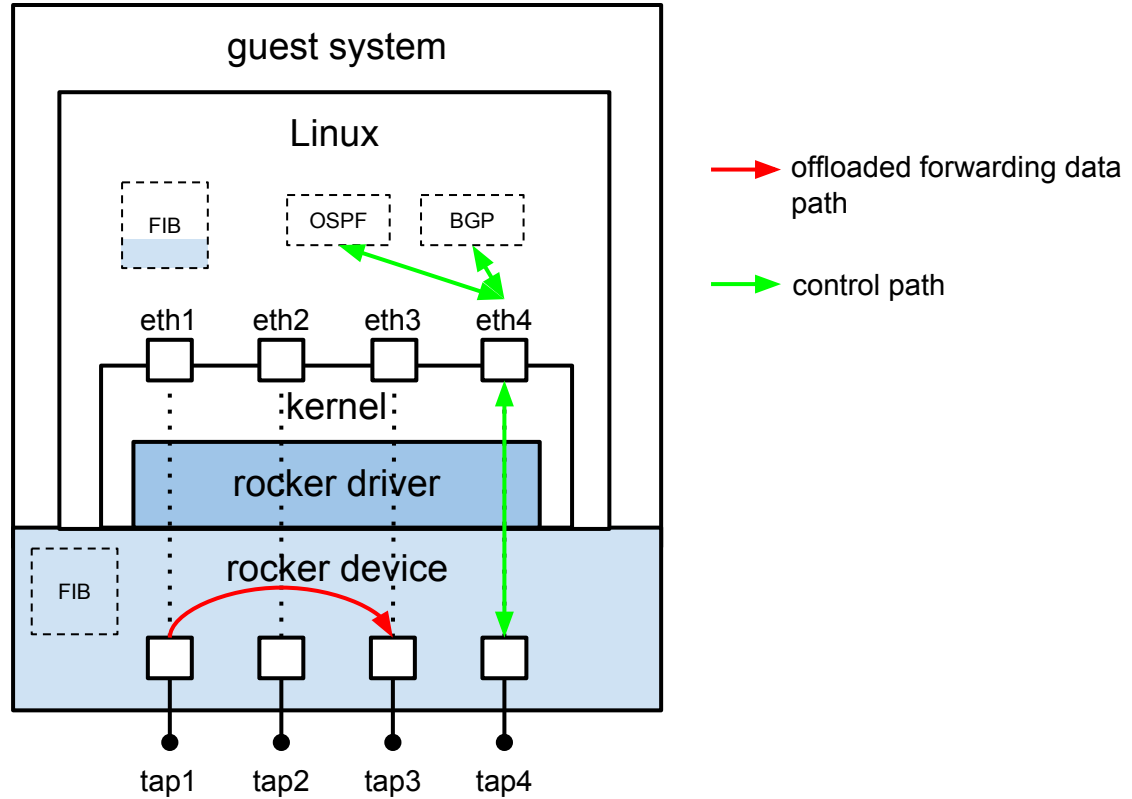 guest system
Linux
offloaded forwarding data
path
FIB
OSPF
BGP
control path
eth1
eth2
eth3
eth4
kernel
rocker driver
rocker device
FIB
tap1
tap2
tap3
tap4